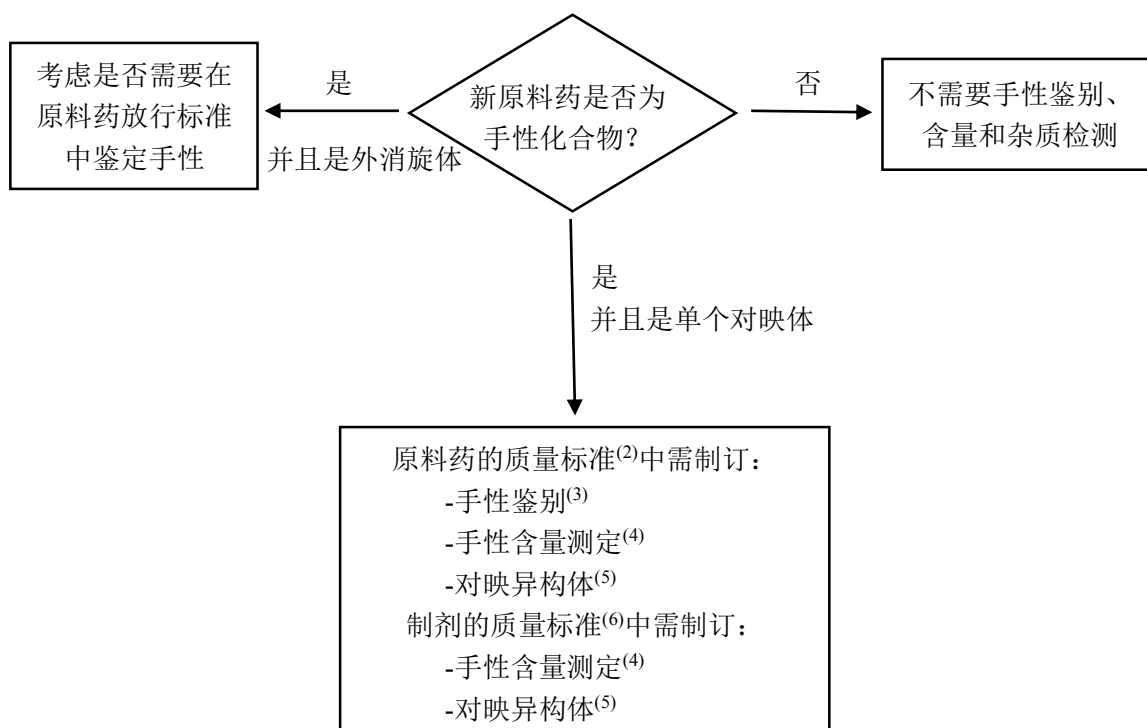 考虑是否需要在
原料药放行标准
中鉴定手性
是
并且是外消旋体
新原料药是否为
手性化合物？
否
不需要手性鉴别、
含量和杂质检测
是
并且是单个对映体
原料药的质量标准(2)中需制订：
-手性鉴别(3)
-手性含量测定(4)
-对映异构体(5)
制剂的质量标准(6)中需制订：
-手性含量测定(4)
-对映异构体(5)